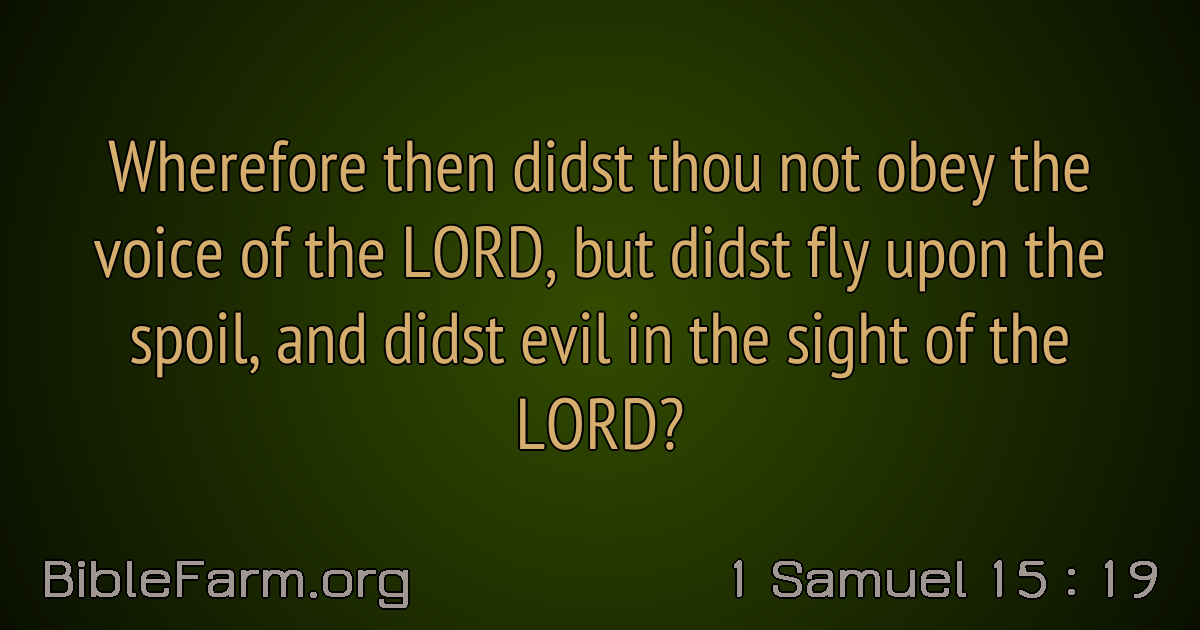 Wherefore then didst thou not obey the
voice of the LORD, but didst fly upon the
spoil, and didst evil in the sight of the
LORD?
BibleFarm.org
1 Samuel 15 : 19